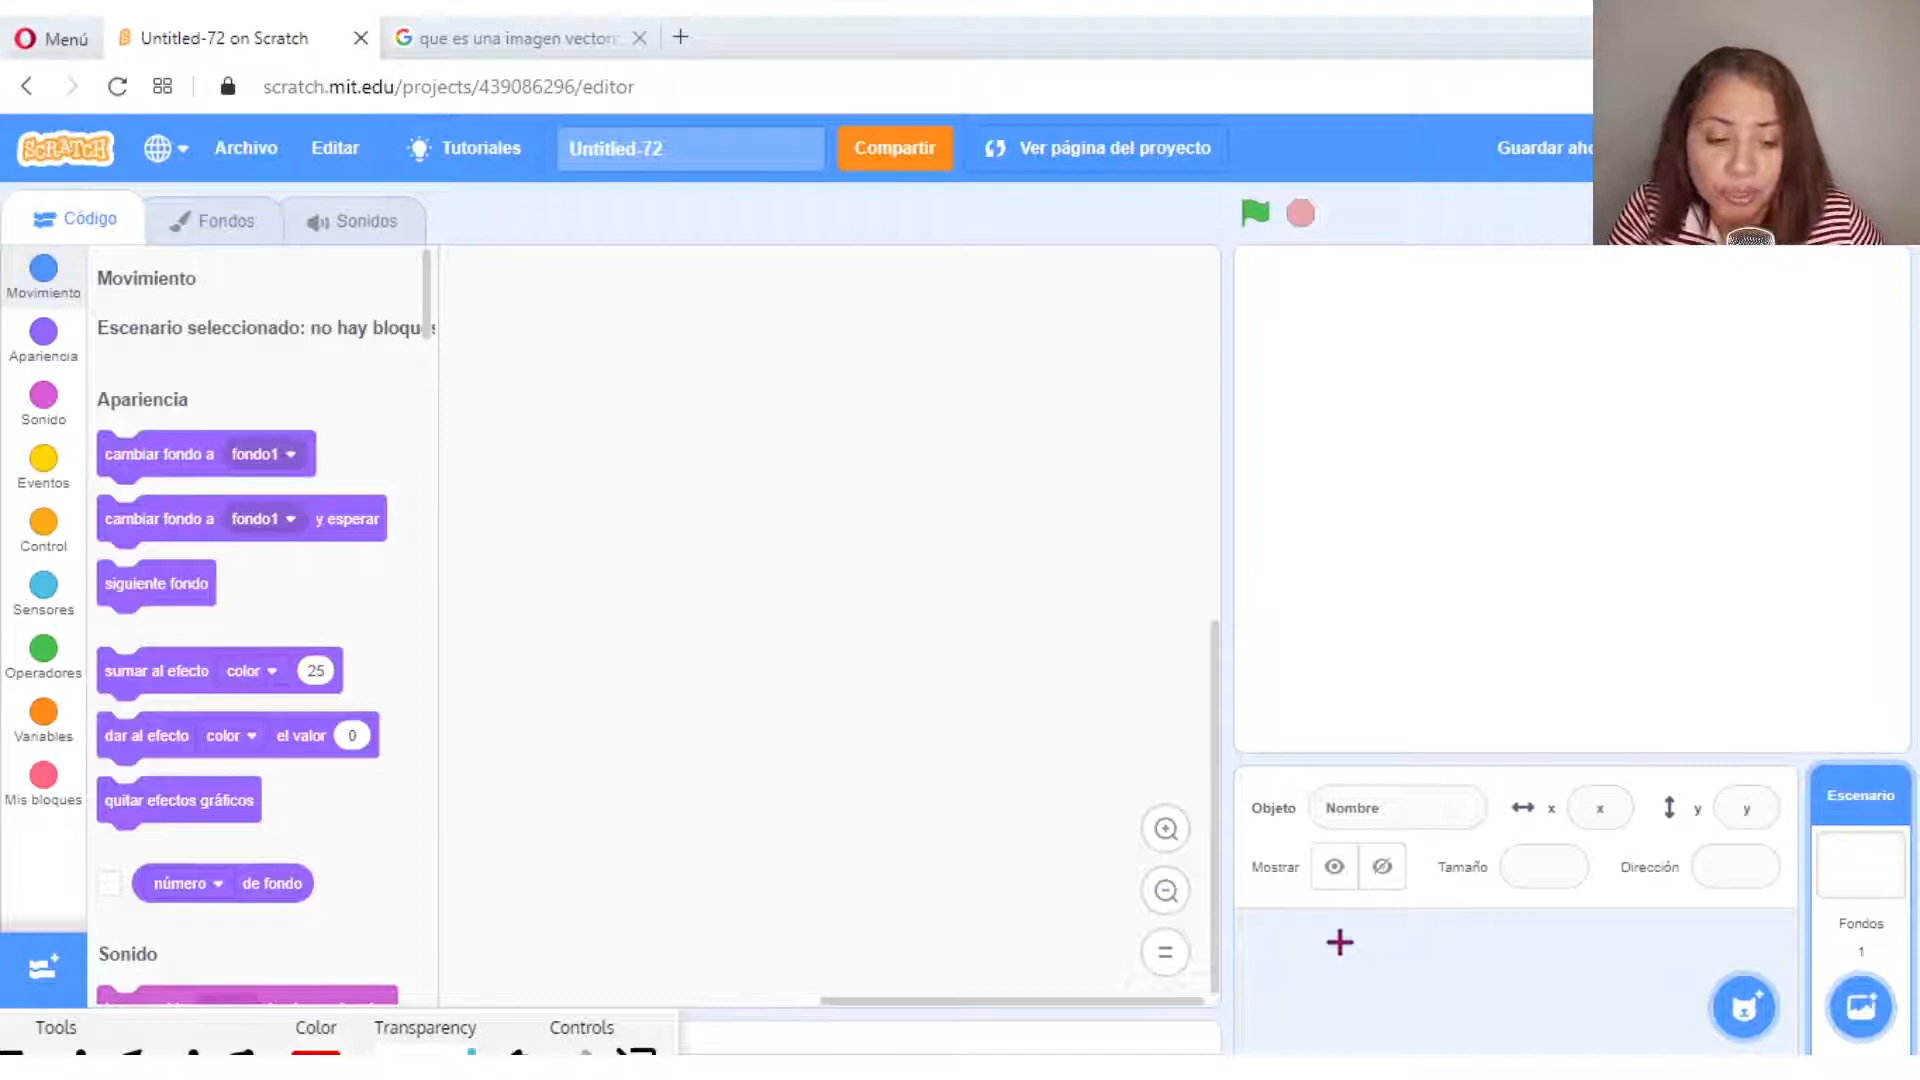 Menú
Untitled-72 on Scratch
que es una imagen vector
scratch.mit.edu/projects/439086296/editor
SCRATCH
Archivo
Editar
Tutoriales
Untitled-72
Compartir
Ver página del proyecto
Guardar aho
Código
Fondos
Sonidos
Movimiento
Apariencia
Sonido
Eventos
Control
Sensores
Operadores
Variables
Mis bloques
Movimiento
Escenario seleccionado: no hay bloques
Apariencia
cambiar fondo a fondo1
cambiar fondo a fondo1 y esperar
siguiente fondo
sumar al efecto color 25
dar al efecto color el valor 0
quitar efectos gráficos
número de fondo
Sonido
Objeto Nombre x x y y
Mostrar Tamaño Dirección
Escenario
Fondos
1
Tools Color Transparency Controls